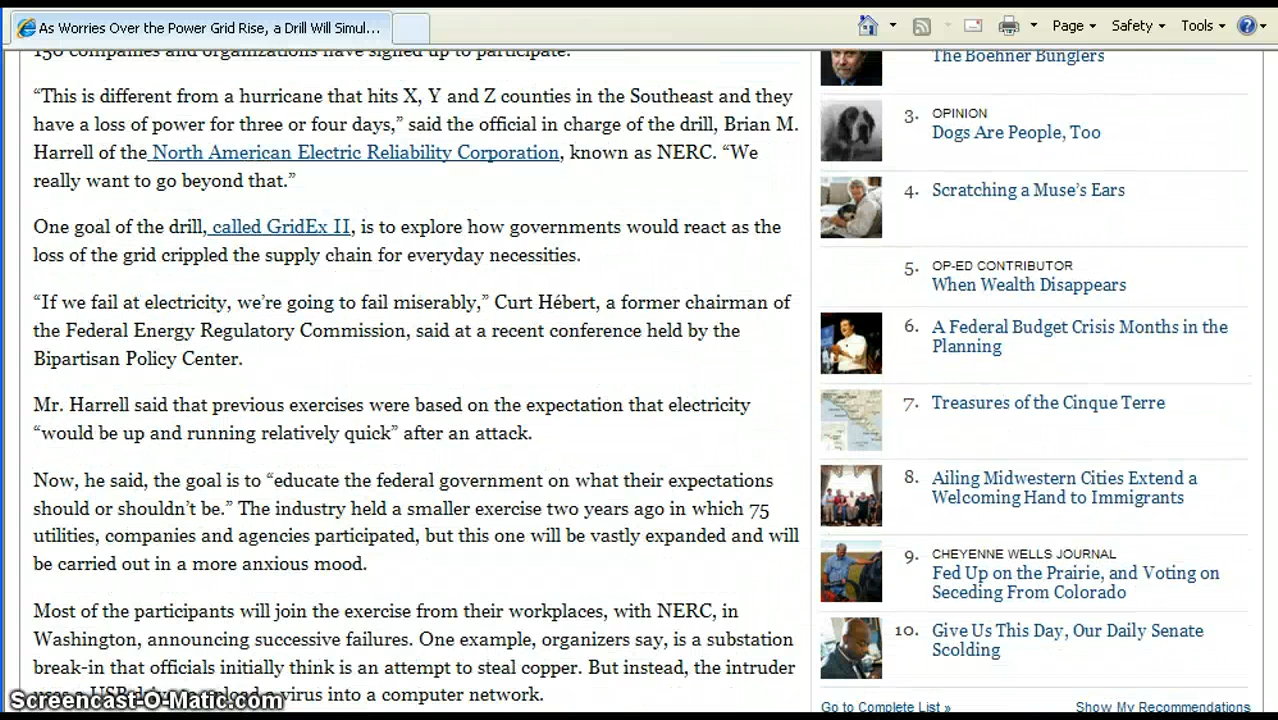 As Worries Over the Power Grid Rise, a Drill Will Simul...
Page
Safety
Tools
150 companies and organizations have signed up to participate.
“This is different from a hurricane that hits X, Y and Z counties in the Southeast and they
have a loss of power for three or four days,” said the official in charge of the drill, Brian M.
Harrell of the North American Electric Reliability Corporation, known as NERC. “We
really want to go beyond that.”
One goal of the drill, called GridEx II, is to explore how governments would react as the
loss of the grid crippled the supply chain for everyday necessities.
“If we fail at electricity, we’re going to fail miserably,” Curt Hébert, a former chairman of
the Federal Energy Regulatory Commission, said at a recent conference held by the
Bipartisan Policy Center.
Mr. Harrell said that previous exercises were based on the expectation that electricity
“would be up and running relatively quick” after an attack.
Now, he said, the goal is to “educate the federal government on what their expectations
should or shouldn’t be.” The industry held a smaller exercise two years ago in which 75
utilities, companies and agencies participated, but this one will be vastly expanded and will
be carried out in a more anxious mood.
Most of the participants will join the exercise from their workplaces, with NERC, in
Washington, announcing successive failures. One example, organizers say, is a substation
break-in that officials initially think is an attempt to steal copper. But instead, the intruder
uses a USB drive to upload a virus into a computer network.
The Boehner Bunglers
3. OPINION
Dogs Are People, Too
4. Scratching a Muse’s Ears
5. OP-ED CONTRIBUTOR
When Wealth Disappears
6. A Federal Budget Crisis Months in the
Planning
7. Treasures of the Cinque Terre
8. Ailing Midwestern Cities Extend a
Welcoming Hand to Immigrants
9. CHEYENNE WELLS JOURNAL
Fed Up on the Prairie, and Voting on
Seceding From Colorado
10. Give Us This Day, Our Daily Senate
Scolding
Go to Complete List »
Show My Recommendations
Screencast-O-Matic.com